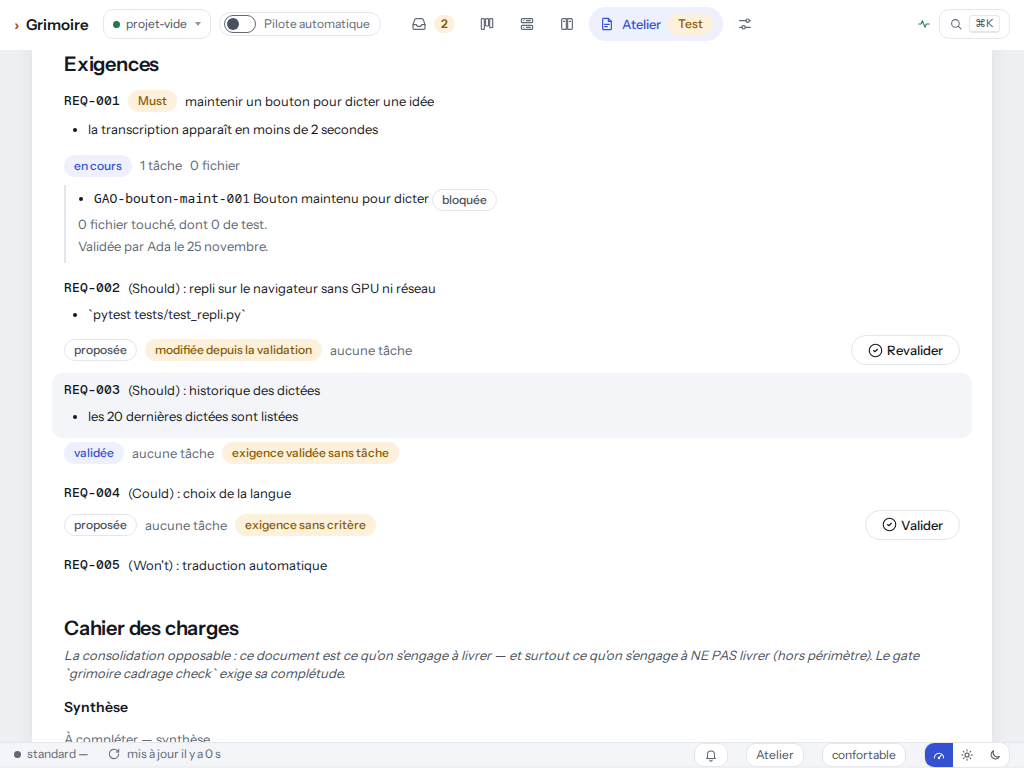 › Grimoire projet-vide Pilote automatique 2 Atelier Test ⌘K
Exigences
REQ-001 Must maintenir un bouton pour dicter une idée
• la transcription apparaît en moins de 2 secondes
en cours 1 tâche 0 fichier
• GAO-bouton-maint-001 Bouton maintenu pour dicter bloquée
0 fichier touché, dont 0 de test.
Validée par Ada le 25 novembre.
REQ-002 (Should) : repli sur le navigateur sans GPU ni réseau
• `pytest tests/test_repli.py`
proposée modifiée depuis la validation aucune tâche Revalider
REQ-003 (Should) : historique des dictées
• les 20 dernières dictées sont listées
validée aucune tâche exigence validée sans tâche
REQ-004 (Could) : choix de la langue
proposée aucune tâche exigence sans critère Valider
REQ-005 (Won't) : traduction automatique
Cahier des charges
La consolidation opposable : ce document est ce qu'on s'engage à livrer — et surtout ce qu'on s'engage à NE PAS livrer (hors périmètre). Le gate
`grimoire cadrage check` exige sa complétude.
Synthèse
À compléter — synthèse
standard — mis à jour il y a 0 s Atelier confortable